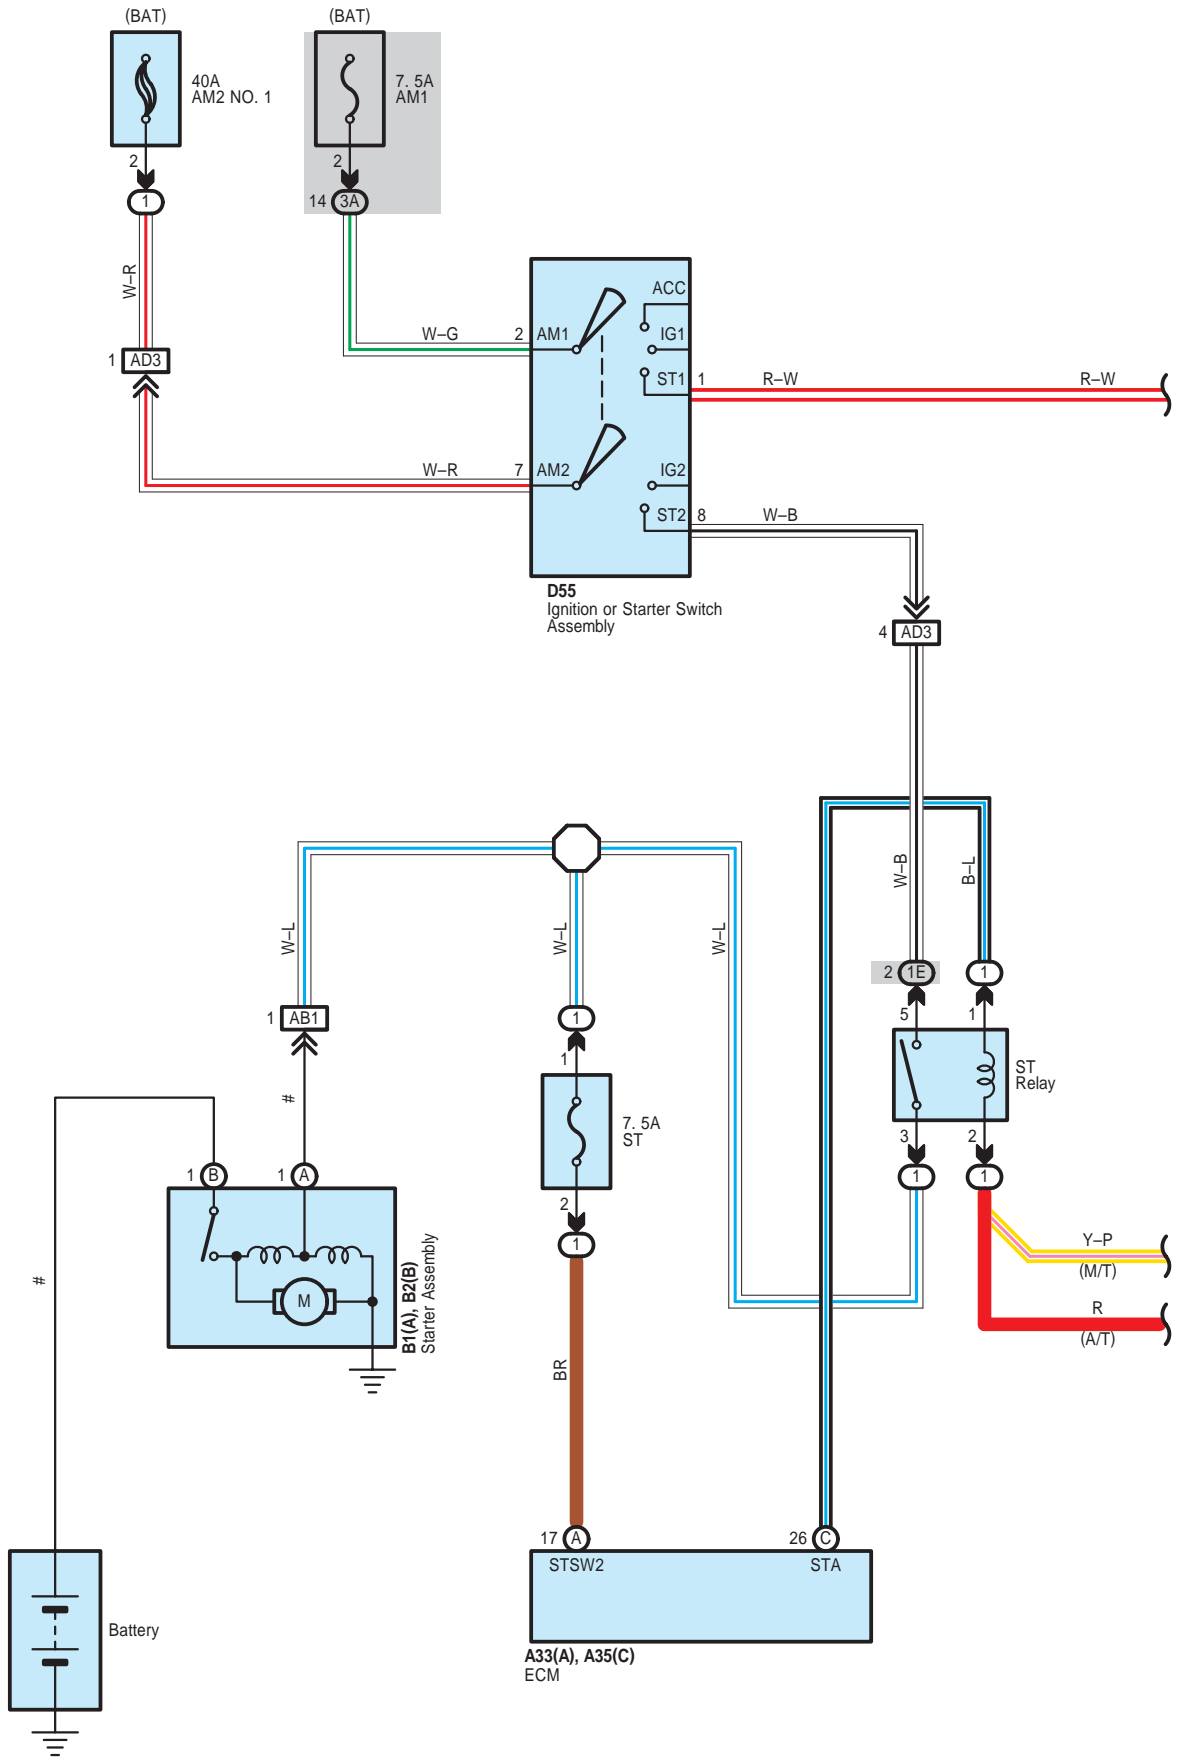 (BAT)
(BAT)
40A
AM2 NO. 1
7. 5A
AM1
2
2
1
14
3A
W–R
ACC
W–G
2
AM1
IG1
1
AD3
ST1
1
R–W
R–W
W–R
7
AM2
IG2
ST2
8
W–B
D55
Ignition or Starter Switch
Assembly
4
AD3
W–B
B–L
W–L
W–L
W–L
2
1E
1
1
AB1
1
5
1
1
ST
Relay
#
7. 5A
ST
3
2
1
B
1
A
1
1
2
1
Y–P
(M/T)
R
(A/T)
#
M
B1(A), B2(B)
Starter Assembly
BR
17
A
26
C
STSW2
STA
Battery
A33(A), A35(C)
ECM